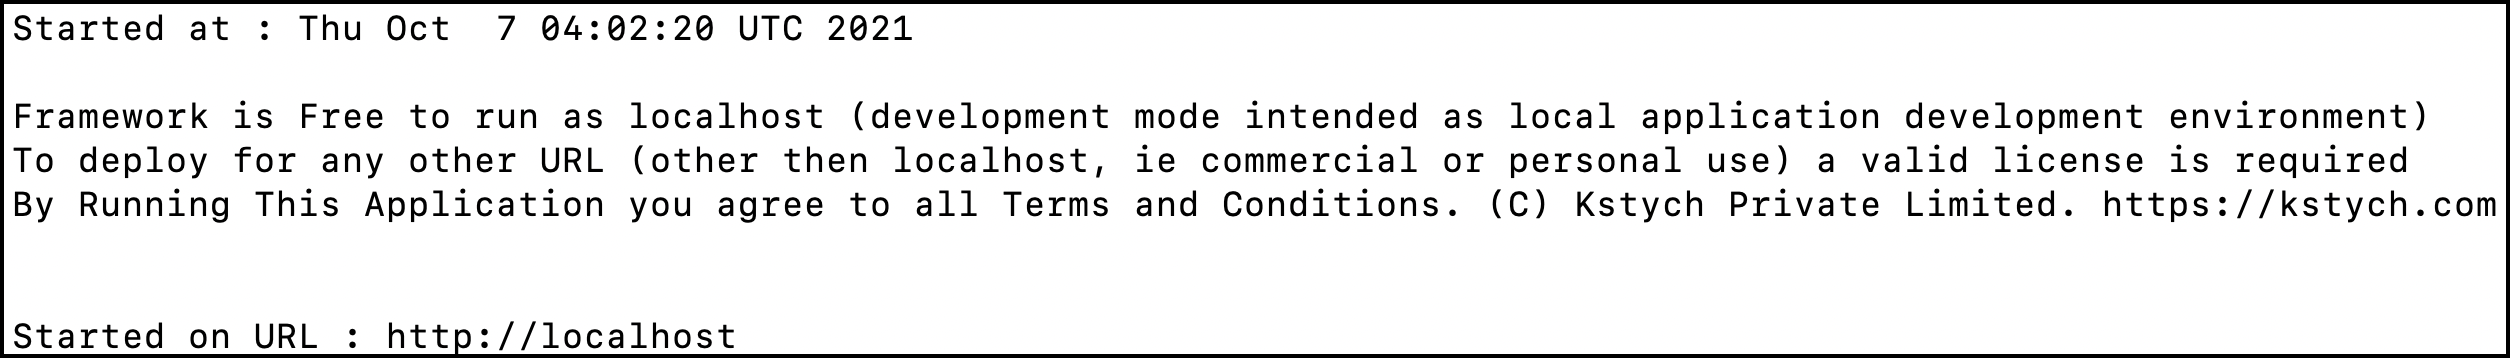 Started at : Thu Oct  7 04:02:20 UTC 2021
Framework is Free to run as localhost (development mode intended as local application development environment)
To deploy for any other URL (other then localhost, ie commercial or personal use) a valid license is required
By Running This Application you agree to all Terms and Conditions. (C) Kstych Private Limited. https://kstych.com
Started on URL : http://localhost